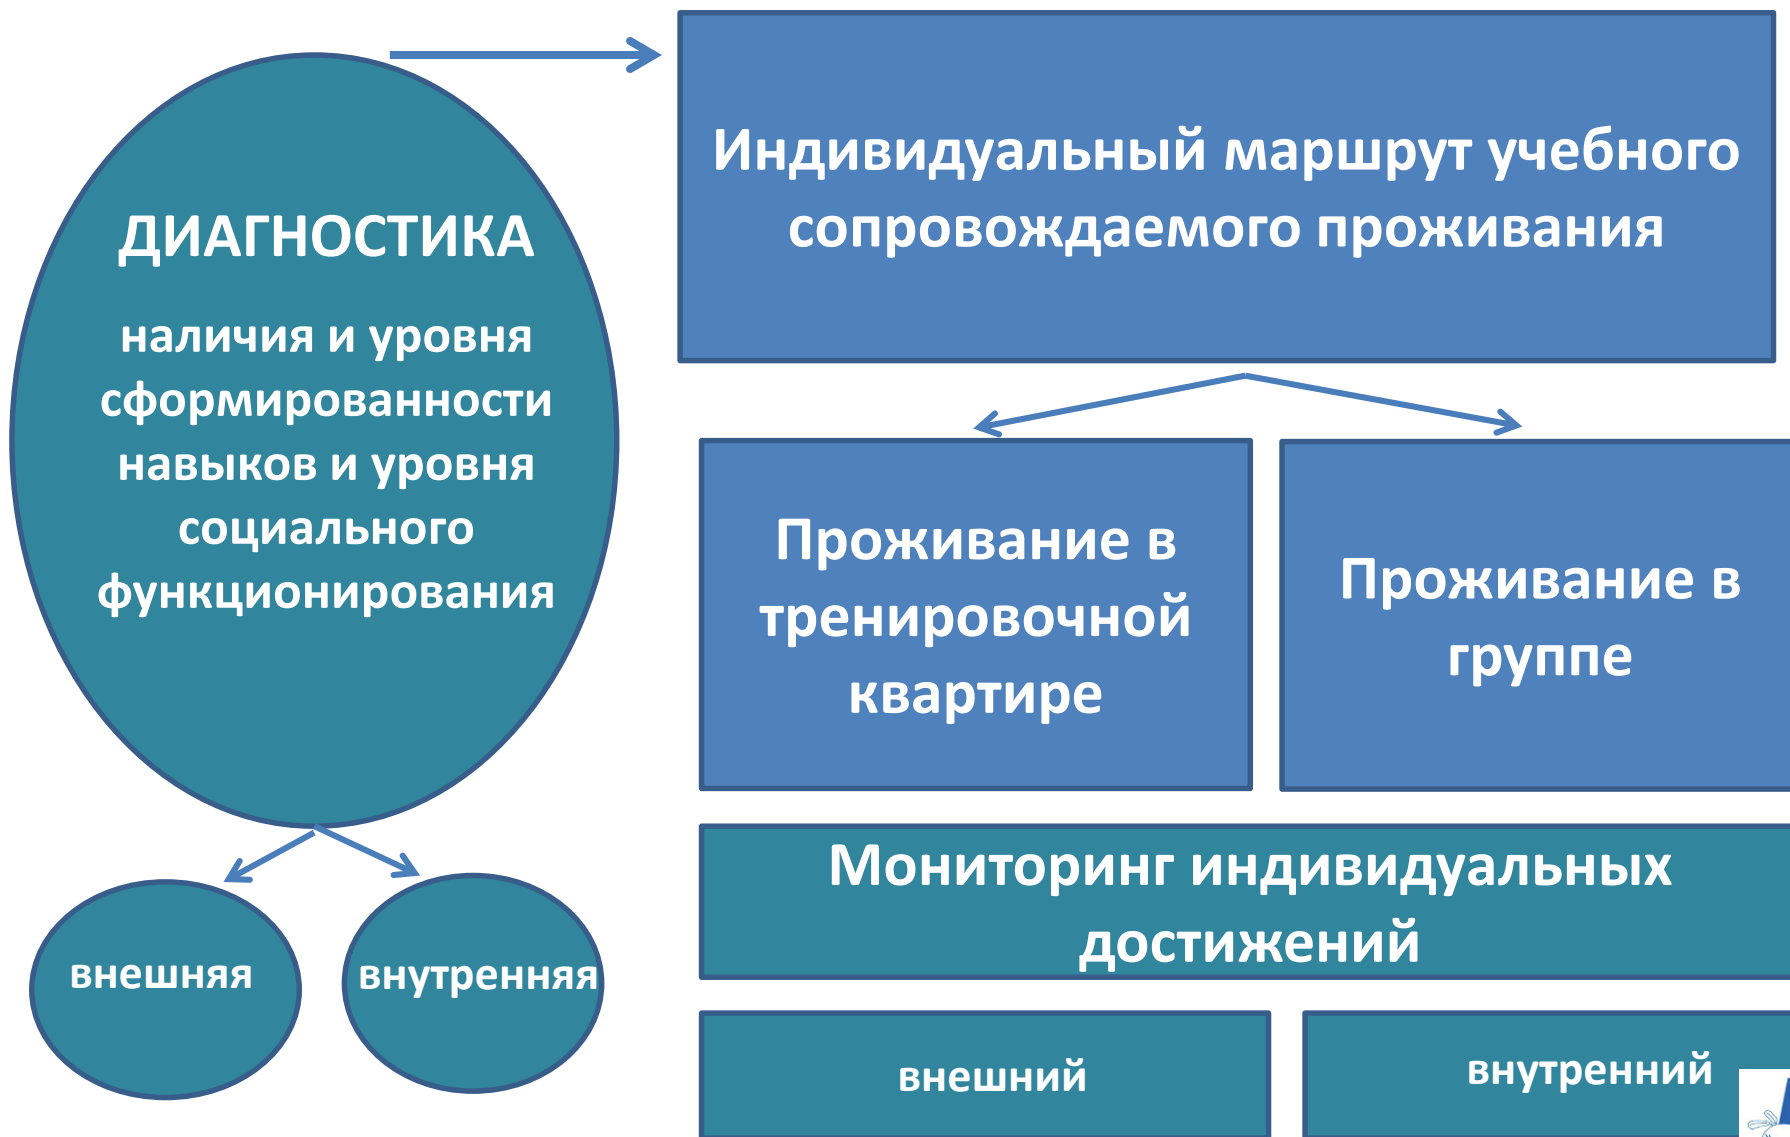 ДИАГНОСТИКА
наличия и уровня
сформированности
навыков и уровня
социального
функционирования
внешняя
внутренняя
Индивидуальный маршрут учебного
сопровождаемого проживания
Проживание в
тренировочной
квартире
Проживание в
группе
Мониторинг индивидуальных
достижений
внешний
внутренний